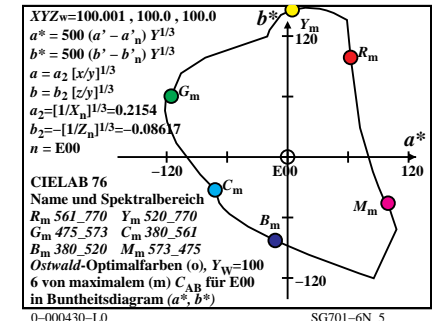 XYZw=100.001 , 100.0, 100.0
a* = 500 (a' – a'n) Y1/3
b* = 500 (b' – b'n) Y1/3
a = a2 [x/y]1/3
b = b2 [z/y]1/3
a2=[1/Xn]1/3=0.2154
b2=–[1/Zn]1/3=–0.08617
n = E00
b*
Ym
120
Rm
Gm
a*
–120
E00
120
Cm
Mm
Bm
–120
CIELAB 76
Name und Spektralbereich
Rm 561_770 Ym 520_770
Gm 475_573 Cm 380_561
Bm 380_520 Mm 573_475
Ostwald-Optimalfarben (o), YW=100
6 von maximalem (m) CAB für E00
in Buntheitsdiagram (a*, b*)
0–000430–L0
SG701–6N_5